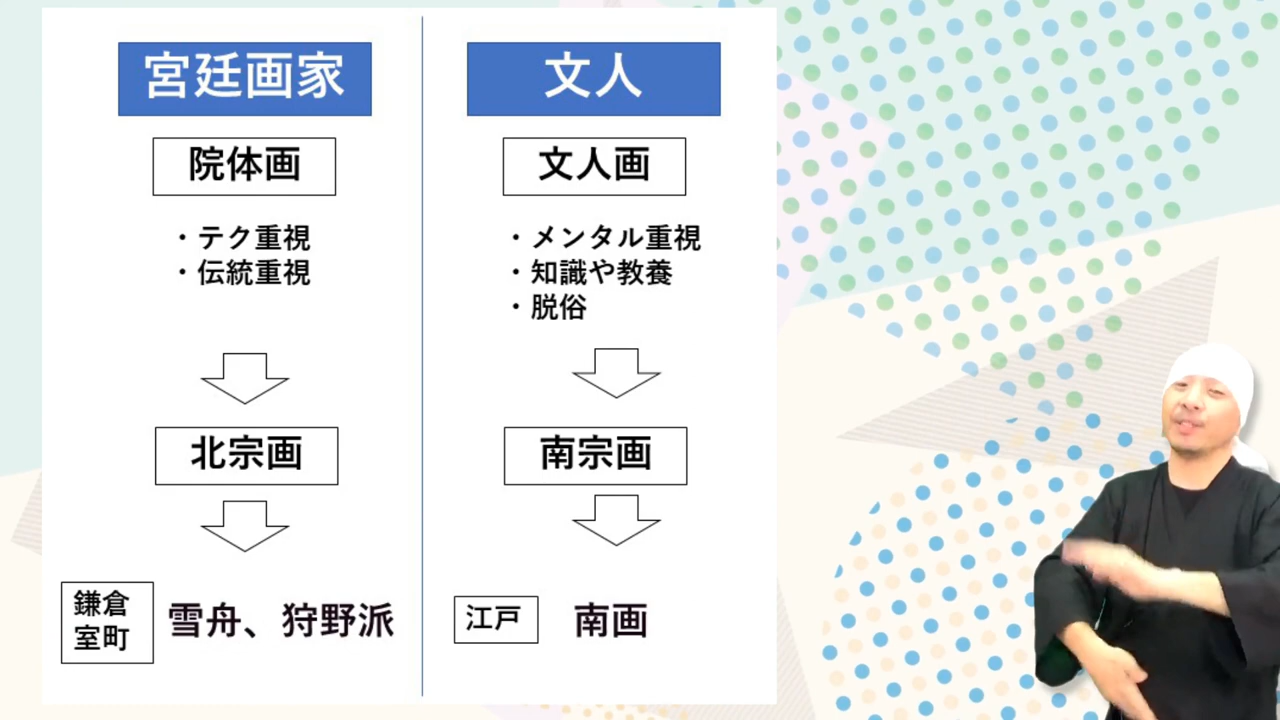 宮廷画家
院体画
・テク重視
・伝統重視
北宗画
鎌倉
室町
雪舟、狩野派
文人
文人画
・メンタル重視
・知識や教養
・脱俗
南宗画
江戸
南画